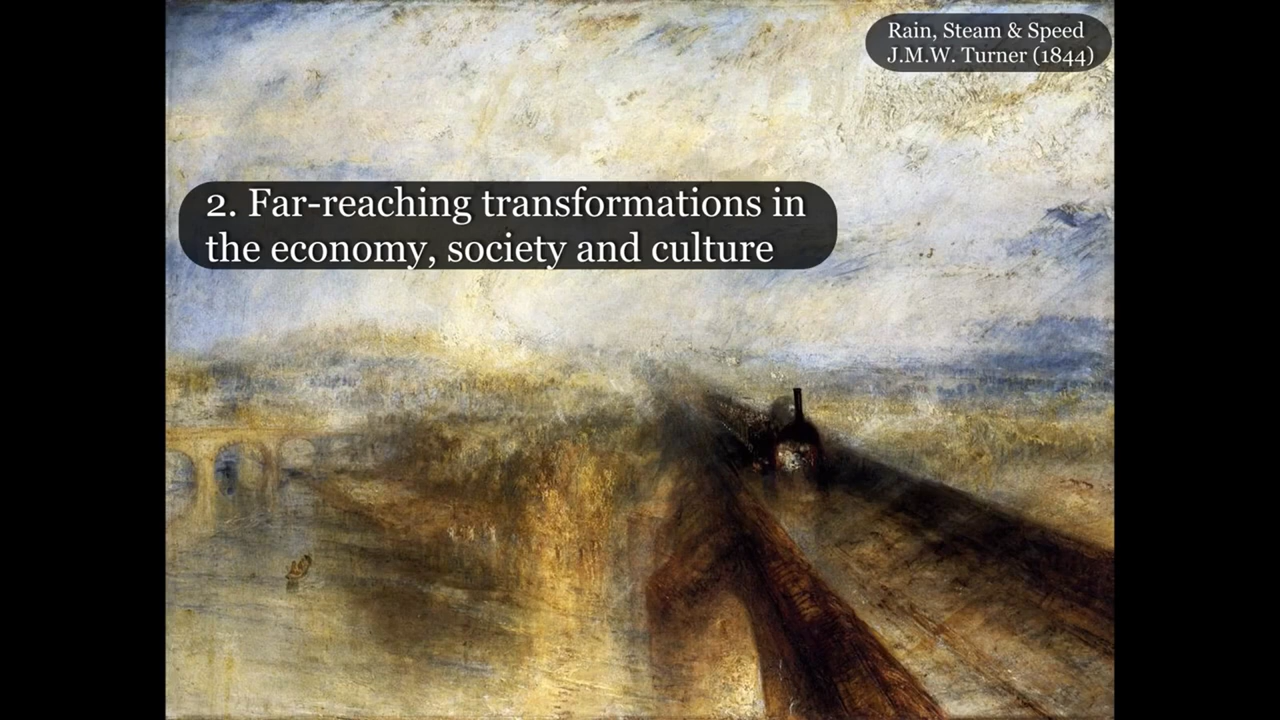 Rain, Steam & Speed
J.M.W. Turner (1844)
2. Far-reaching transformations in
the economy, society and culture